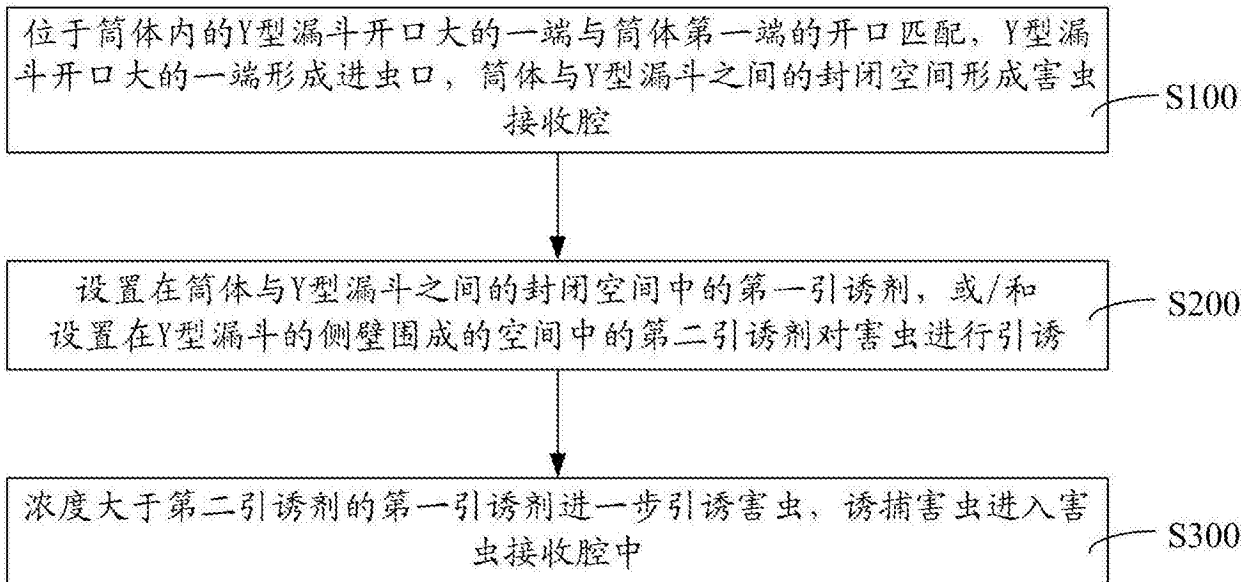 位于筒体内的Y型漏斗开口大的一端与筒体第一端的开口匹配，Y型漏
斗开口大的一端形成进虫口，筒体与Y型漏斗之间的封闭空间形成害虫
接收腔
S100
设置在筒体与Y型漏斗之间的封闭空间中的第一引诱剂，或/和
设置在Y型漏斗的侧壁围成的空间中的第二引诱剂对害虫进行引诱
S200
浓度大于第二引诱剂的第一引诱剂进一步引诱害虫，诱捕害虫进入害
虫接收腔中
S300